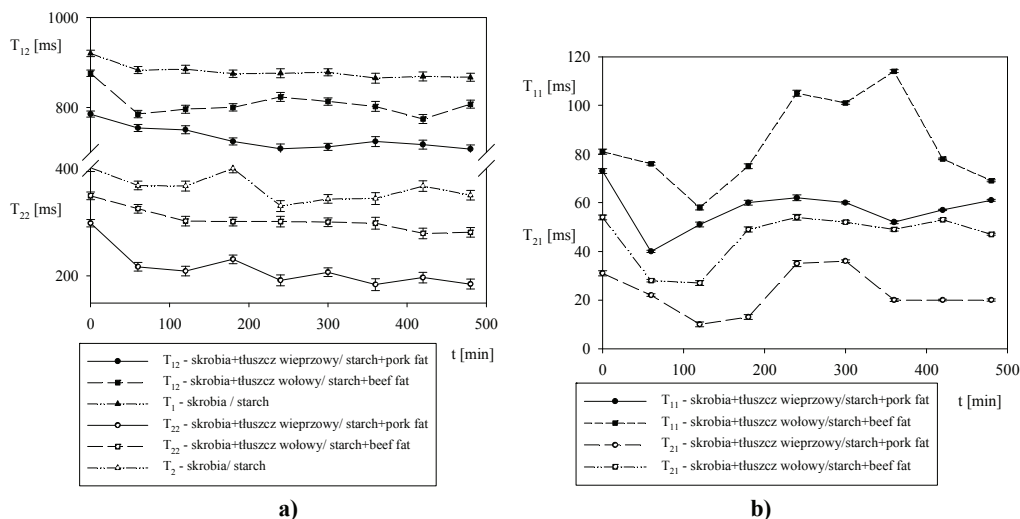 1000
T12 [ms]
800
400
T22 [ms]
200
0 100 200 300 400 500
t [min]
T12 - skrobia+tłuszcz wieprzowy/ starch+pork fat
T12 - skrobia+tłuszcz wołowy/ starch+beef fat
T1 - skrobia / starch
T22 - skrobia+tłuszcz wieprzowy/ starch+pork fat
T22 - skrobia+tłuszcz wołowy/ starch+beef fat
T2 - skrobia/ starch
a)
120
T11 [ms]
100
80
60
T21 [ms]
40
20
0
0 100 200 300 400 500
t [min]
T11 - skrobia+tłuszcz wieprzowy/starch+pork fat
T11 - skrobia+tłuszcz wołowy/starch+beef fat
T21 - skrobia+tłuszcz wieprzowy/starch+pork fat
T21 - skrobia+tłuszcz wołowy/starch+beef fat
b)